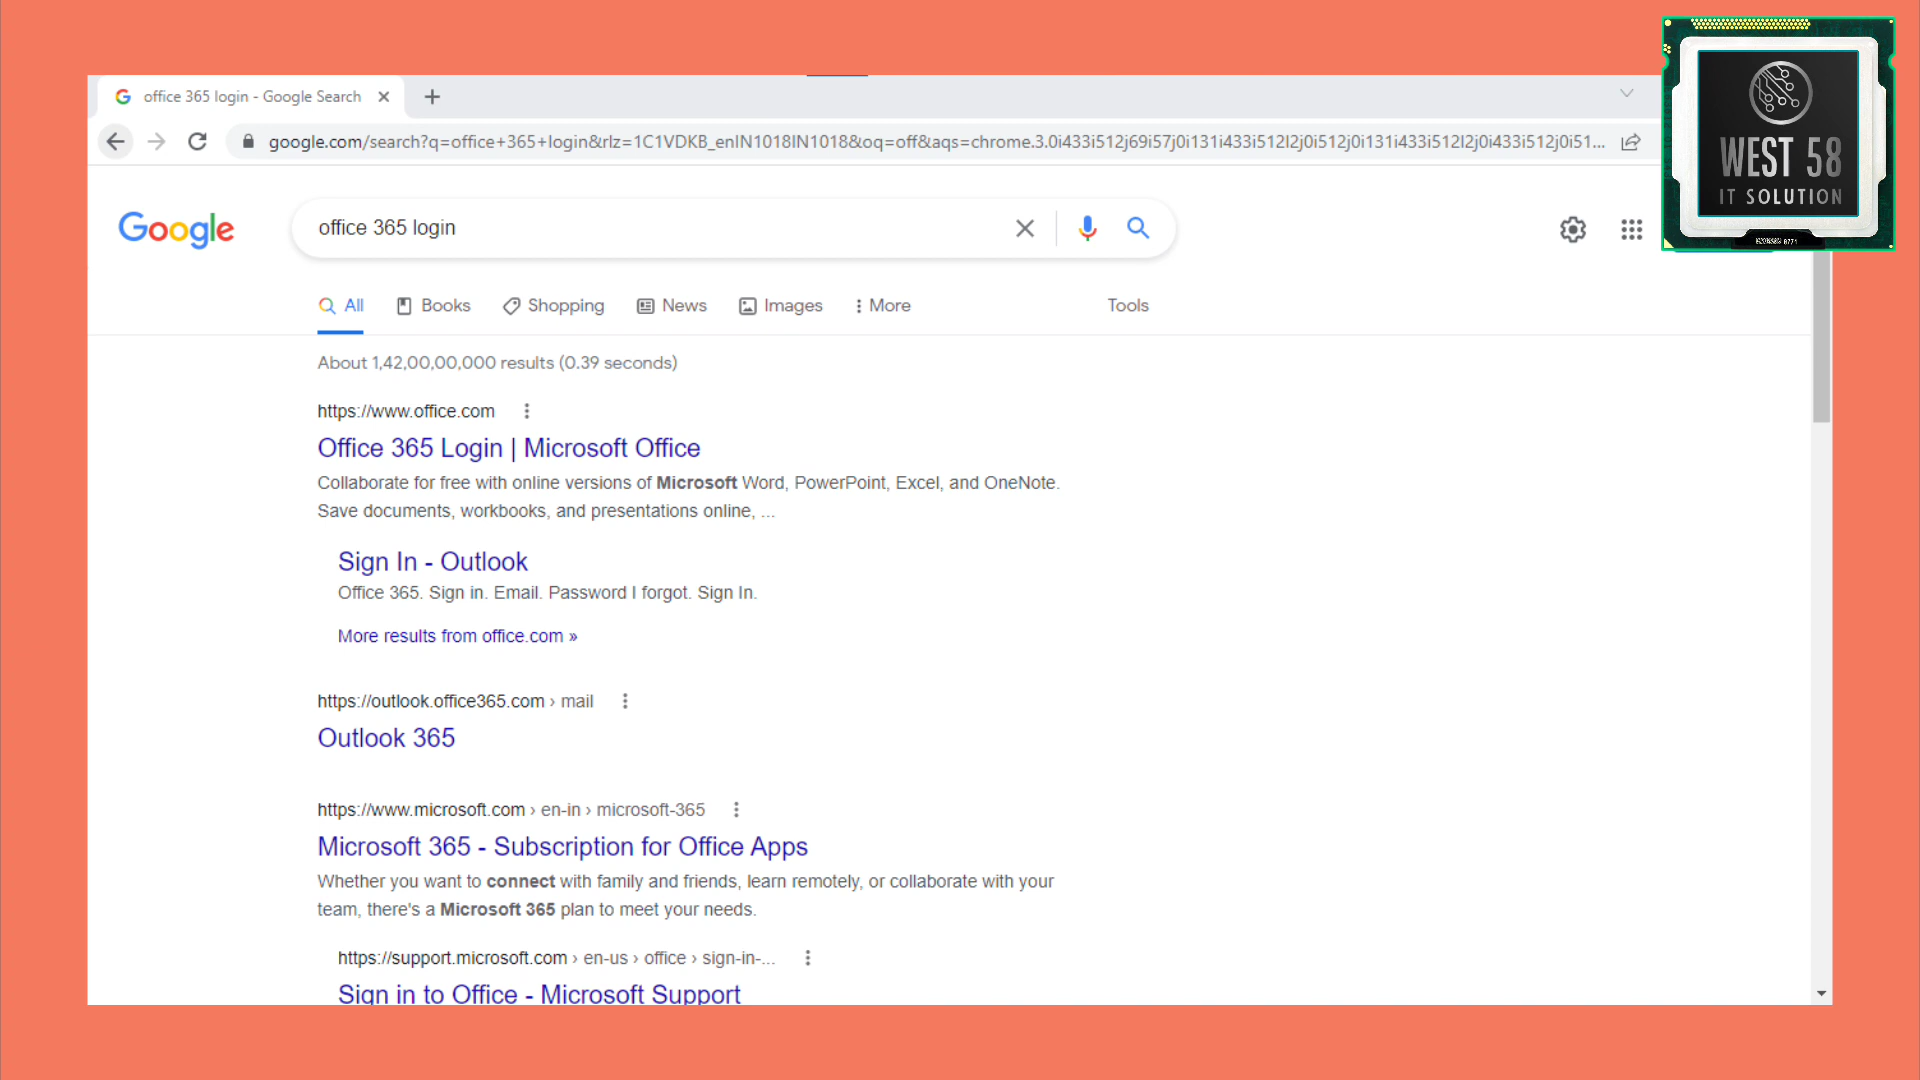 office 365 login - Google Search
google.com/search?q=office+365+login&rlz=1C1VDKB_enIN1018IN1018&oq=off&aqs=chrome.3.0i433i512j69i57j0i131i433i512l2j0i512j0i131i433i512l2j0i433i512j0i51...
WEST 58
IT SOLUTION
Google
office 365 login
All
Books
Shopping
News
Images
More
Tools
About 1,42,00,00,000 results (0.39 seconds)
https://www.office.com
Office 365 Login | Microsoft Office
Collaborate for free with online versions of Microsoft Word, PowerPoint, Excel, and OneNote.
Save documents, workbooks, and presentations online, ...
Sign In - Outlook
Office 365. Sign in. Email. Password I forgot. Sign In.
More results from office.com »
https://outlook.office365.com › mail
Outlook 365
https://www.microsoft.com › en-in › microsoft-365
Microsoft 365 - Subscription for Office Apps
Whether you want to connect with family and friends, learn remotely, or collaborate with your
team, there's a Microsoft 365 plan to meet your needs.
https://support.microsoft.com › en-us › office › sign-in-...
Sign in to Office - Microsoft Support